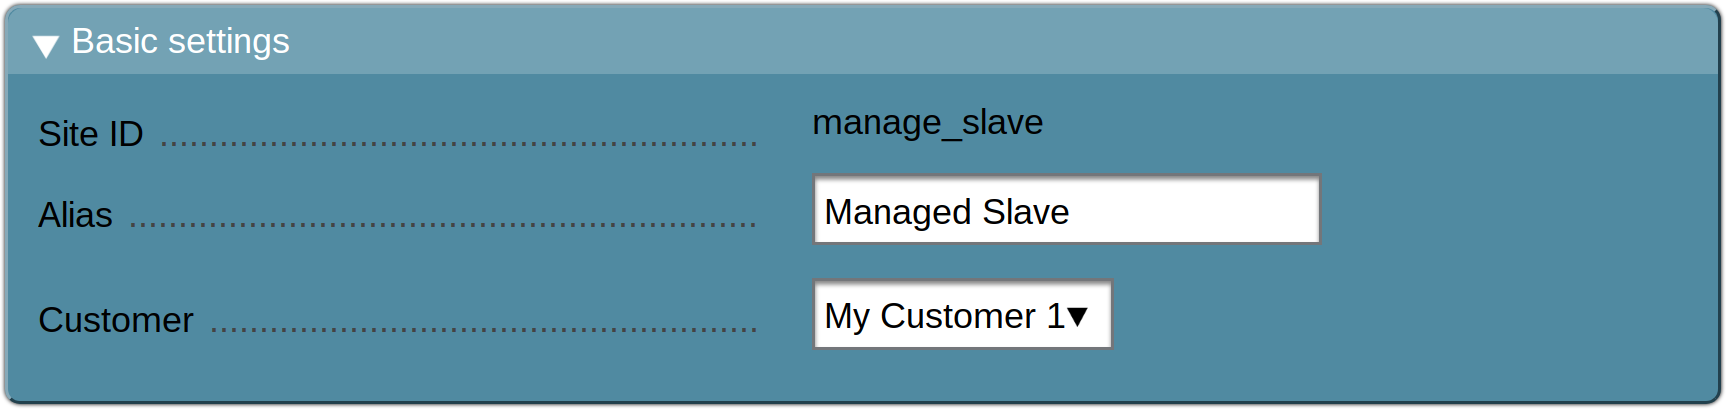 Basic settings
Site ID manage_slave
Alias Managed Slave
Customer My Customer 1